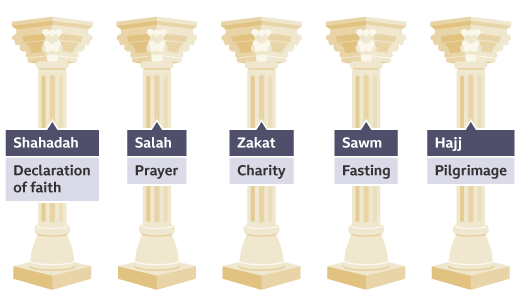 Shahadah
Declaration
of faith
Salah
Prayer
Zakat
Charity
Sawm
Fasting
Hajj
Pilgrimage